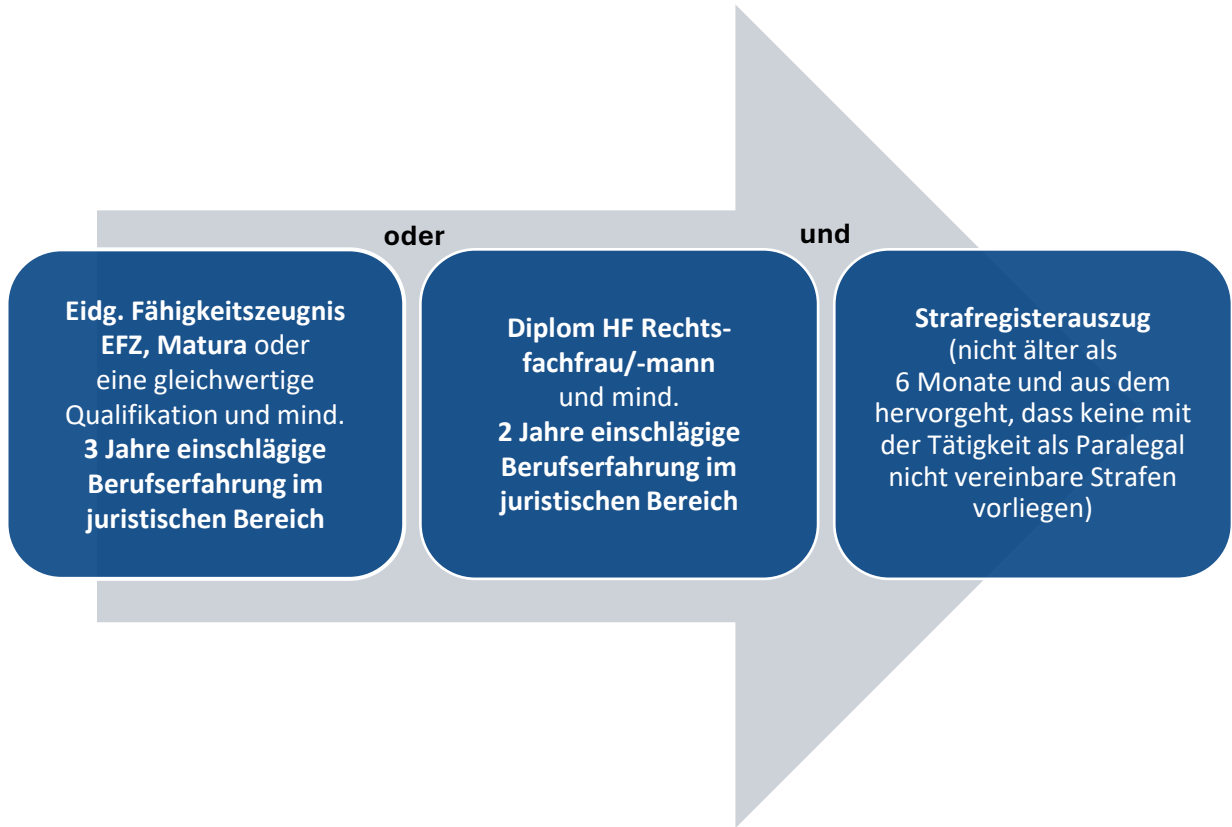 Eidg. Fähigkeitszeugnis
EFZ, Matura oder
eine gleichwertige
Qualifikation und mind.
3 Jahre einschlägige
Berufserfahrung im
juristischen Bereich
oder
Diplom HF Rechts-
fachfrau/-mann
und mind.
2 Jahre einschlägige
Berufserfahrung im
juristischen Bereich
und
Strafregisterauszug
(nicht älter als
6 Monate und aus dem
hervorgeht, dass keine mit
der Tätigkeit als Paralegal
nicht vereinbare Strafen
vorliegen)